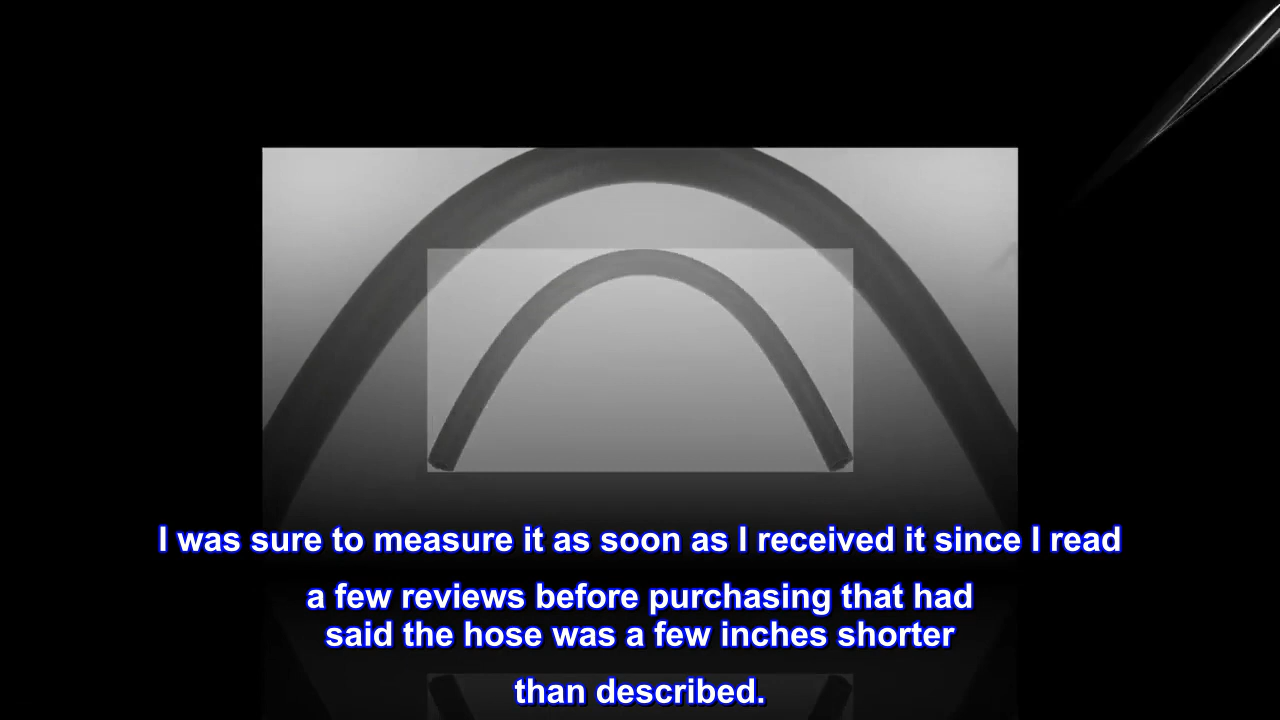 I was sure to measure it as soon as I received it since I read
a few reviews before purchasing that had
said the hose was a few inches shorter
than described.